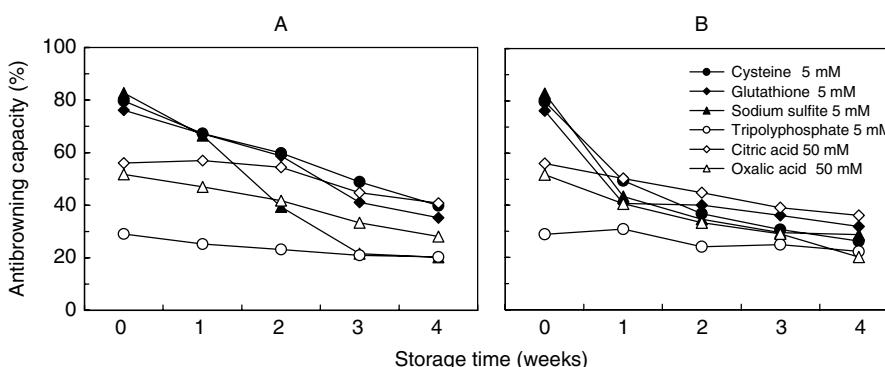 A
B
Antibrowning capacity (%)
100
80
60
40
20
0
Cysteine 5 mM
Glutathione 5 mM
Sodium sulfite 5 mM
Tripolyphosphate 5 mM
Citric acid 50 mM
Oxalic acid 50 mM
0 1 2 3 4
0 1 2 3 4
Storage time (weeks)